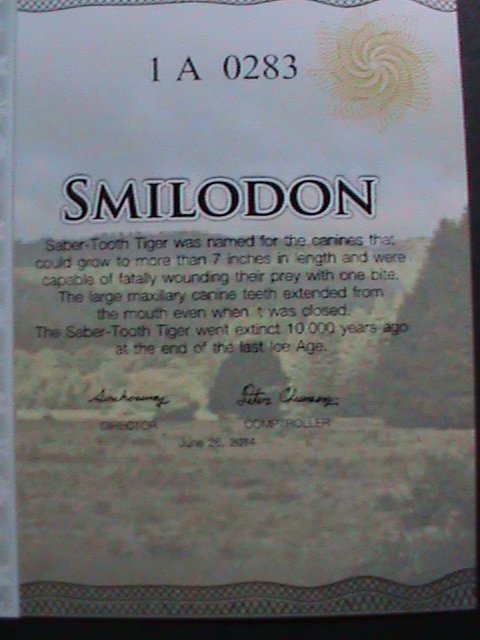 1 A 0283
SMILODON
Saber-Tooth Tiger was named for the canines that
could grow to more than 7 inches in length and were
capable of fatally wounding their prey with one bite.
The large maxillary canine teeth extended from
the mouth even when it was closed.
The Saber-Tooth Tiger went extinct 10.000 years ago
at the end of the last Ice Age.
DIRECTOR COMPTROLLER
June 25, 2014